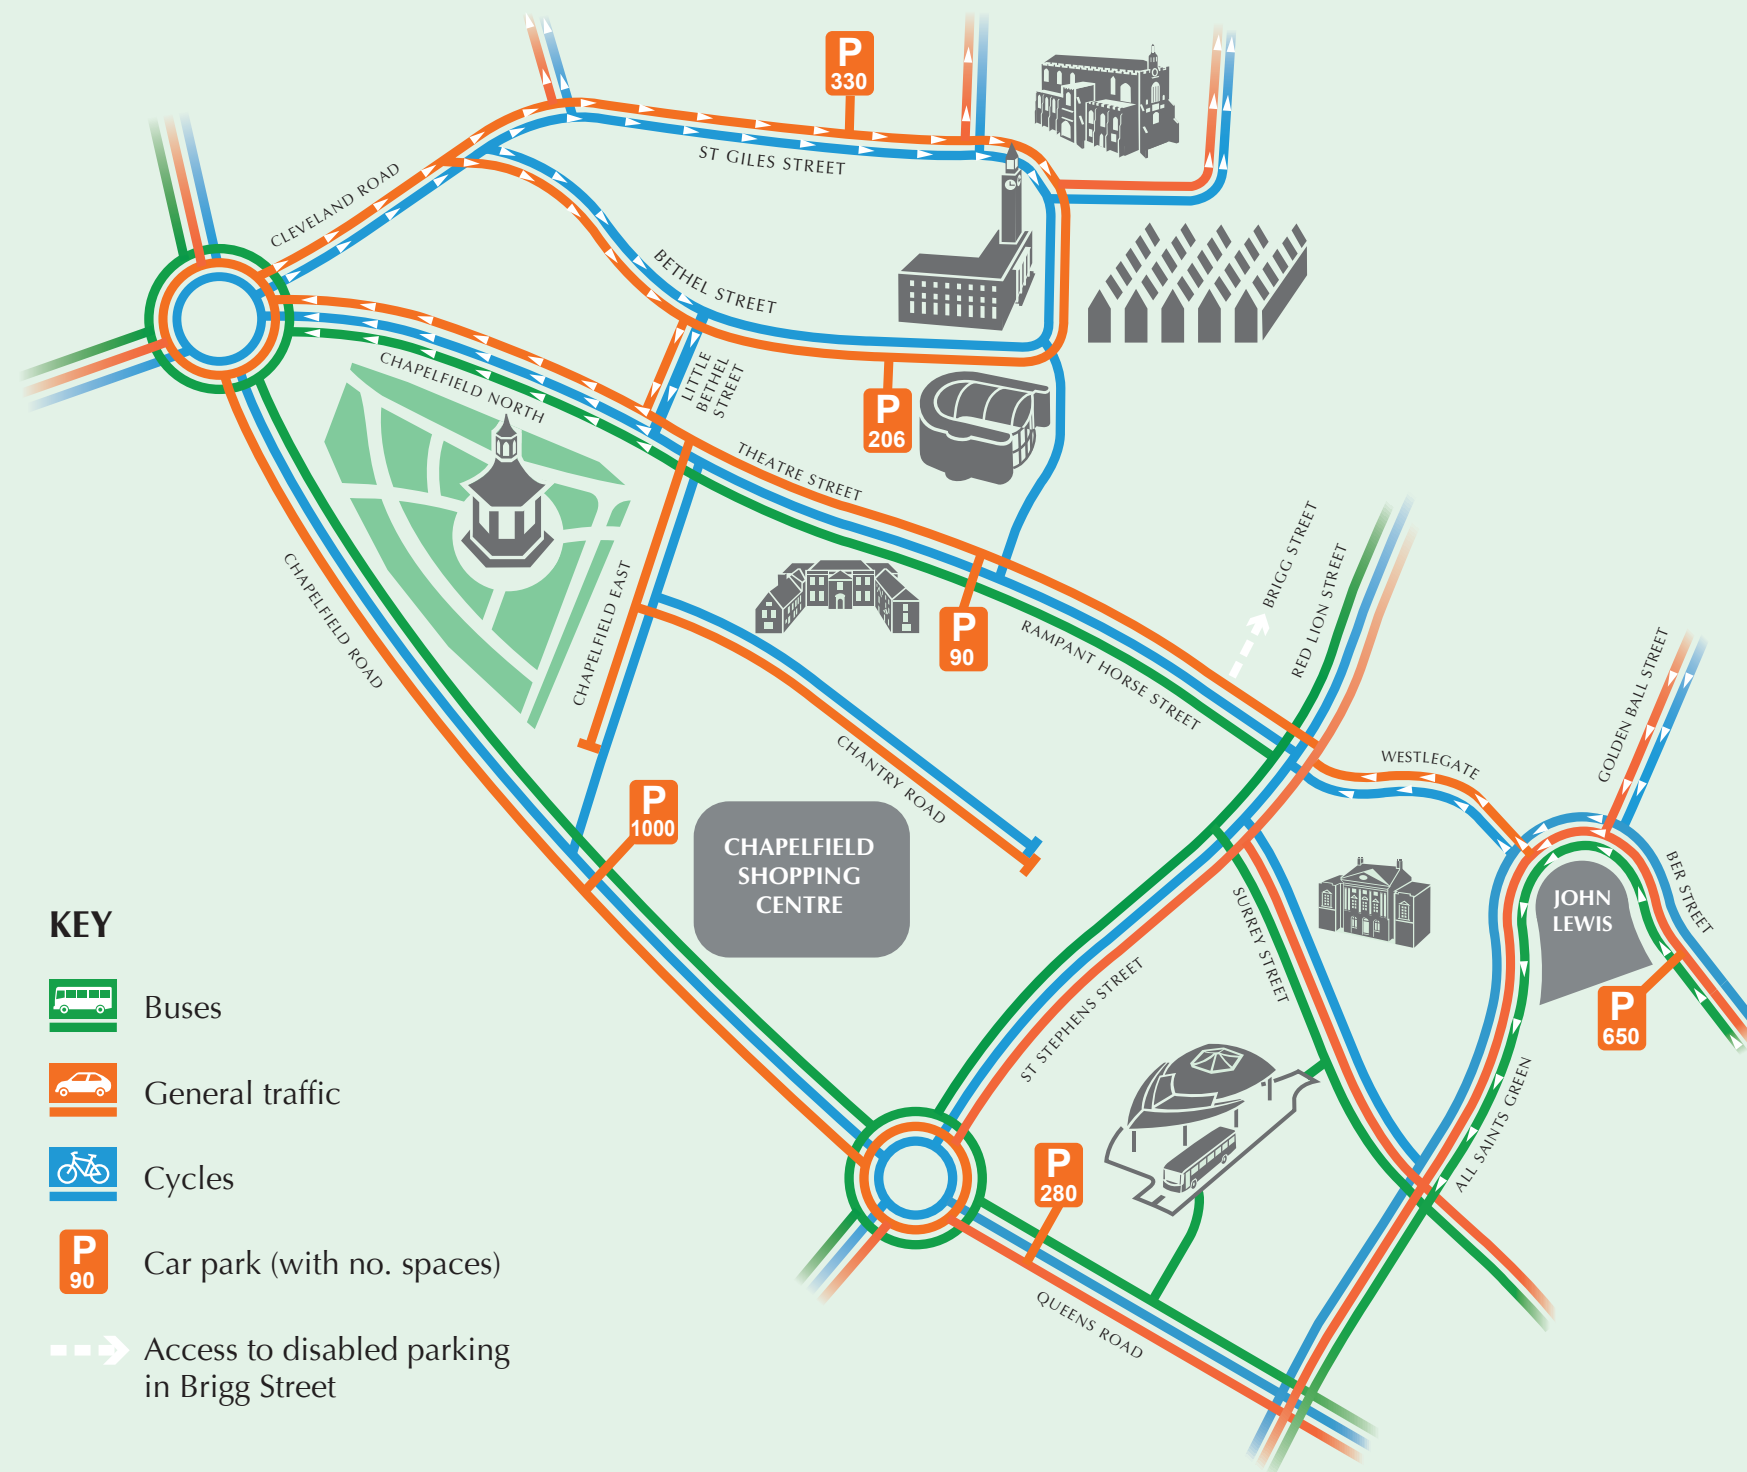 P
330
ST GILES STREET
CLEVELAND ROAD
BETHEL STREET
LITTLE
BETHEL
STREET
CHAPELFIELD NORTH
P
206
THEATRE STREET
BRIGG STREET
RED LION STREET
CHAPELFIELD ROAD
CHAPELFIELD EAST
P
90
RAMPANT HORSE STREET
GOLDEN BALL STREET
CHANTRY ROAD
WESTLEGATE
P
1000
CHAPELFIELD
SHOPPING
CENTRE
SURREY STREET
JOHN
LEWIS
BER STREET
P
650
ST STEPHENS STREET
ALL SAINTS GREEN
P
280
QUEENS ROAD
KEY
Buses
General traffic
Cycles
P
90
Car park (with no. spaces)
Access to disabled parking
in Brigg Street